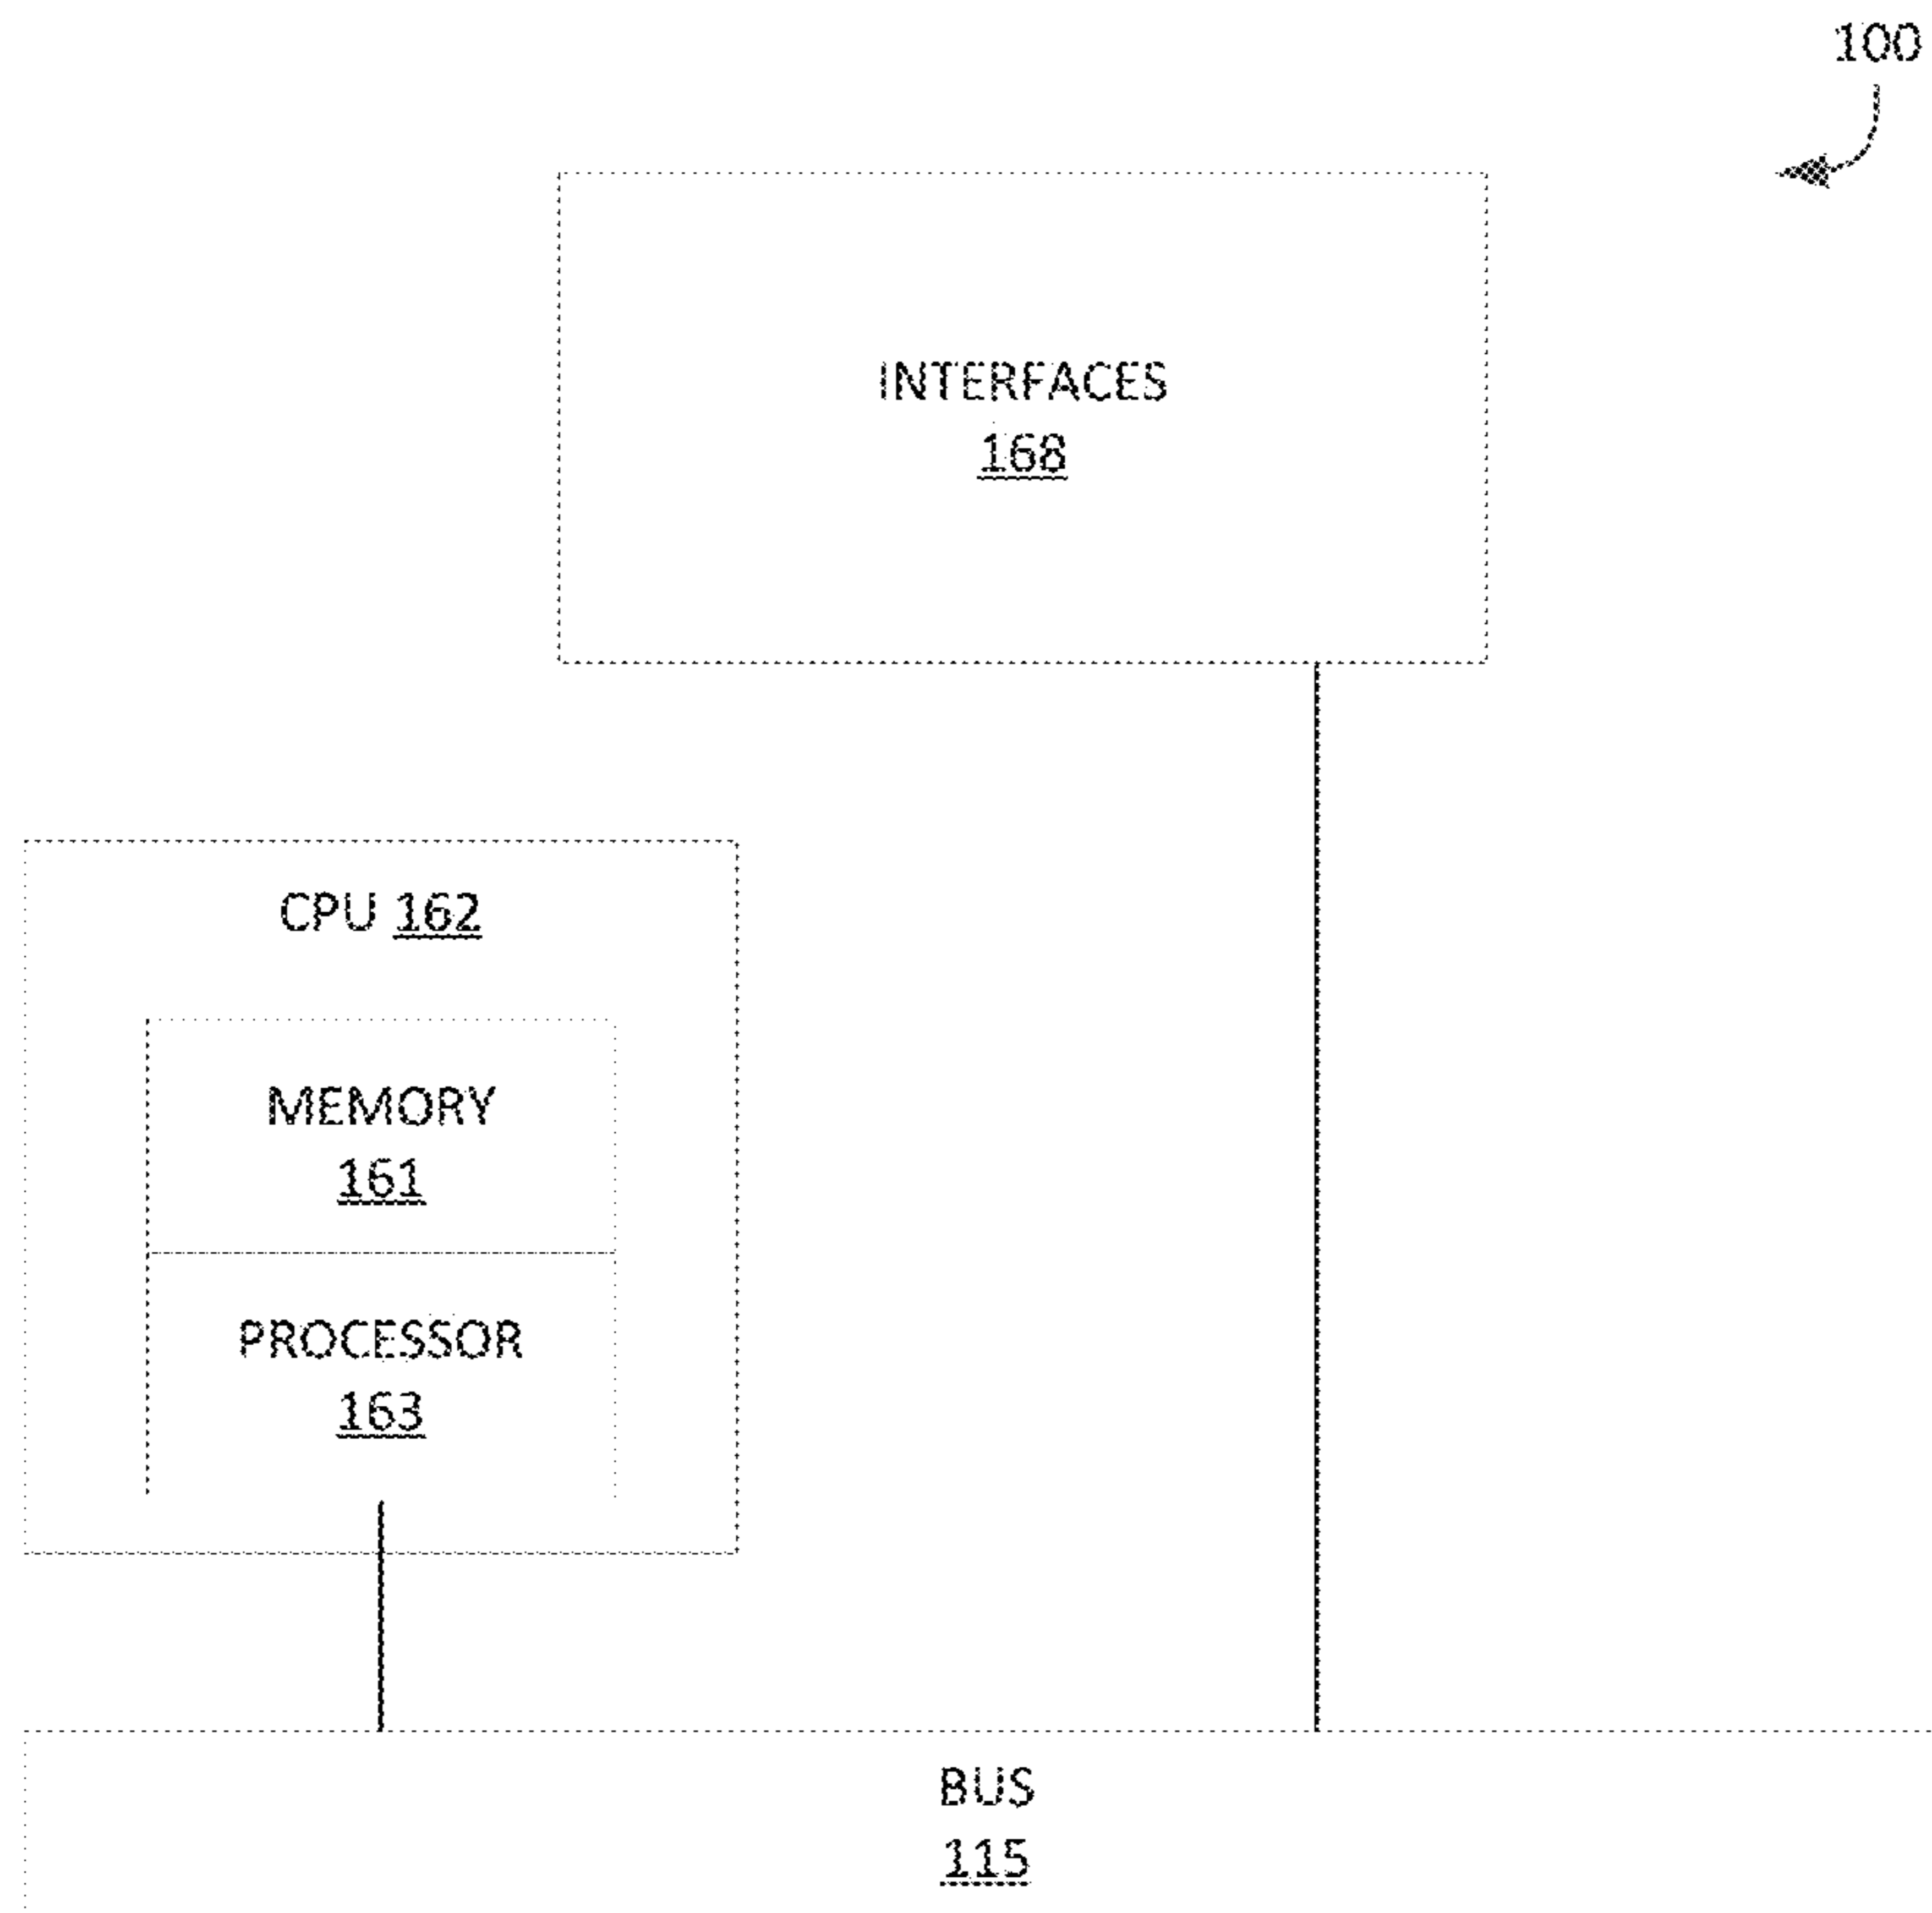 100
INTERFACES
168
CPU 162
MEMORY
161
PROCESSOR
163
BUS
115